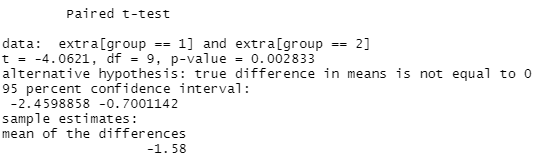 Paired t-test
data:  extra[group == 1] and extra[group == 2]
t = -4.0621, df = 9, p-value = 0.002833
alternative hypothesis: true difference in means is not equal to 0
95 percent confidence interval:
 -2.4598858 -0.7001142
sample estimates:
mean of the differences
-1.58